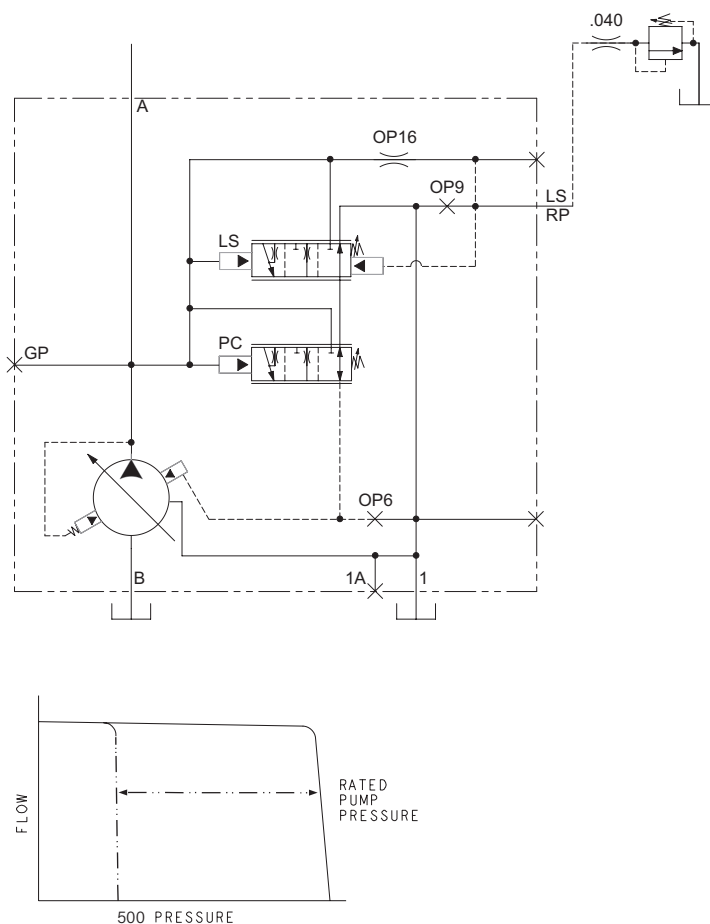 .040
A
OP16
OP9
LS
RP
LS
PC
GP
OP6
B
1A
1
FLOW
RATED
PUMP
PRESSURE
500 PRESSURE